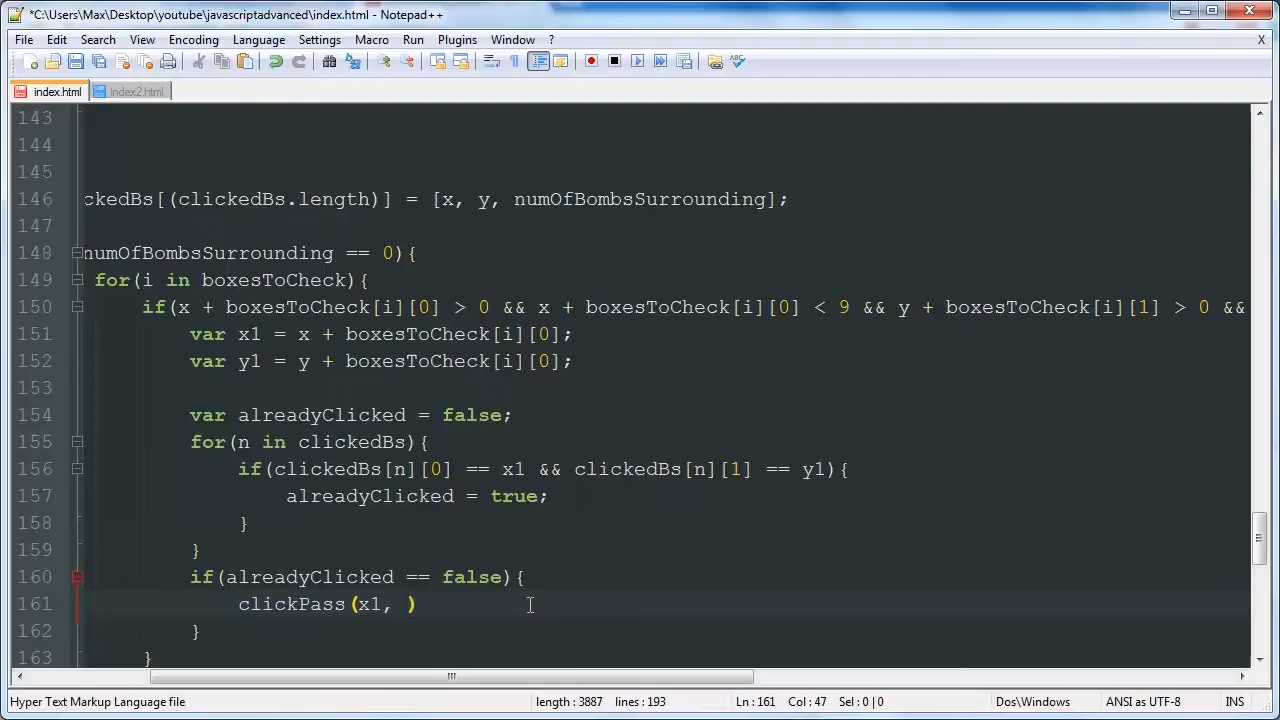 *C:\Users\Max\Desktop\youtube\javascriptadvanced\index.html - Notepad++
File Edit Search View Encoding Language Settings Macro Run Plugins Window ? X
index.html index2.html
143
144
145
146 ckedBs[(clickedBs.length)] = [x, y, numOfBombsSurrounding];
147
148 numOfBombsSurrounding == 0){
149 for(i in boxesToCheck){
150 if(x + boxesToCheck[i][0] > 0 && x + boxesToCheck[i][0] < 9 && y + boxesToCheck[i][1] > 0 &&
151 var x1 = x + boxesToCheck[i][0];
152 var y1 = y + boxesToCheck[i][0];
153
154 var alreadyClicked = false;
155 for(n in clickedBs){
156 if(clickedBs[n][0] == x1 && clickedBs[n][1] == y1){
157 alreadyClicked = true;
158 }
159 }
160 if(alreadyClicked == false){
161 clickPass(x1, )
162 }
163 }
Hyper Text Markup Language file length : 3887 lines : 193 Ln : 161 Col : 47 Sel : 0 | 0 Dos\Windows ANSI as UTF-8 INS